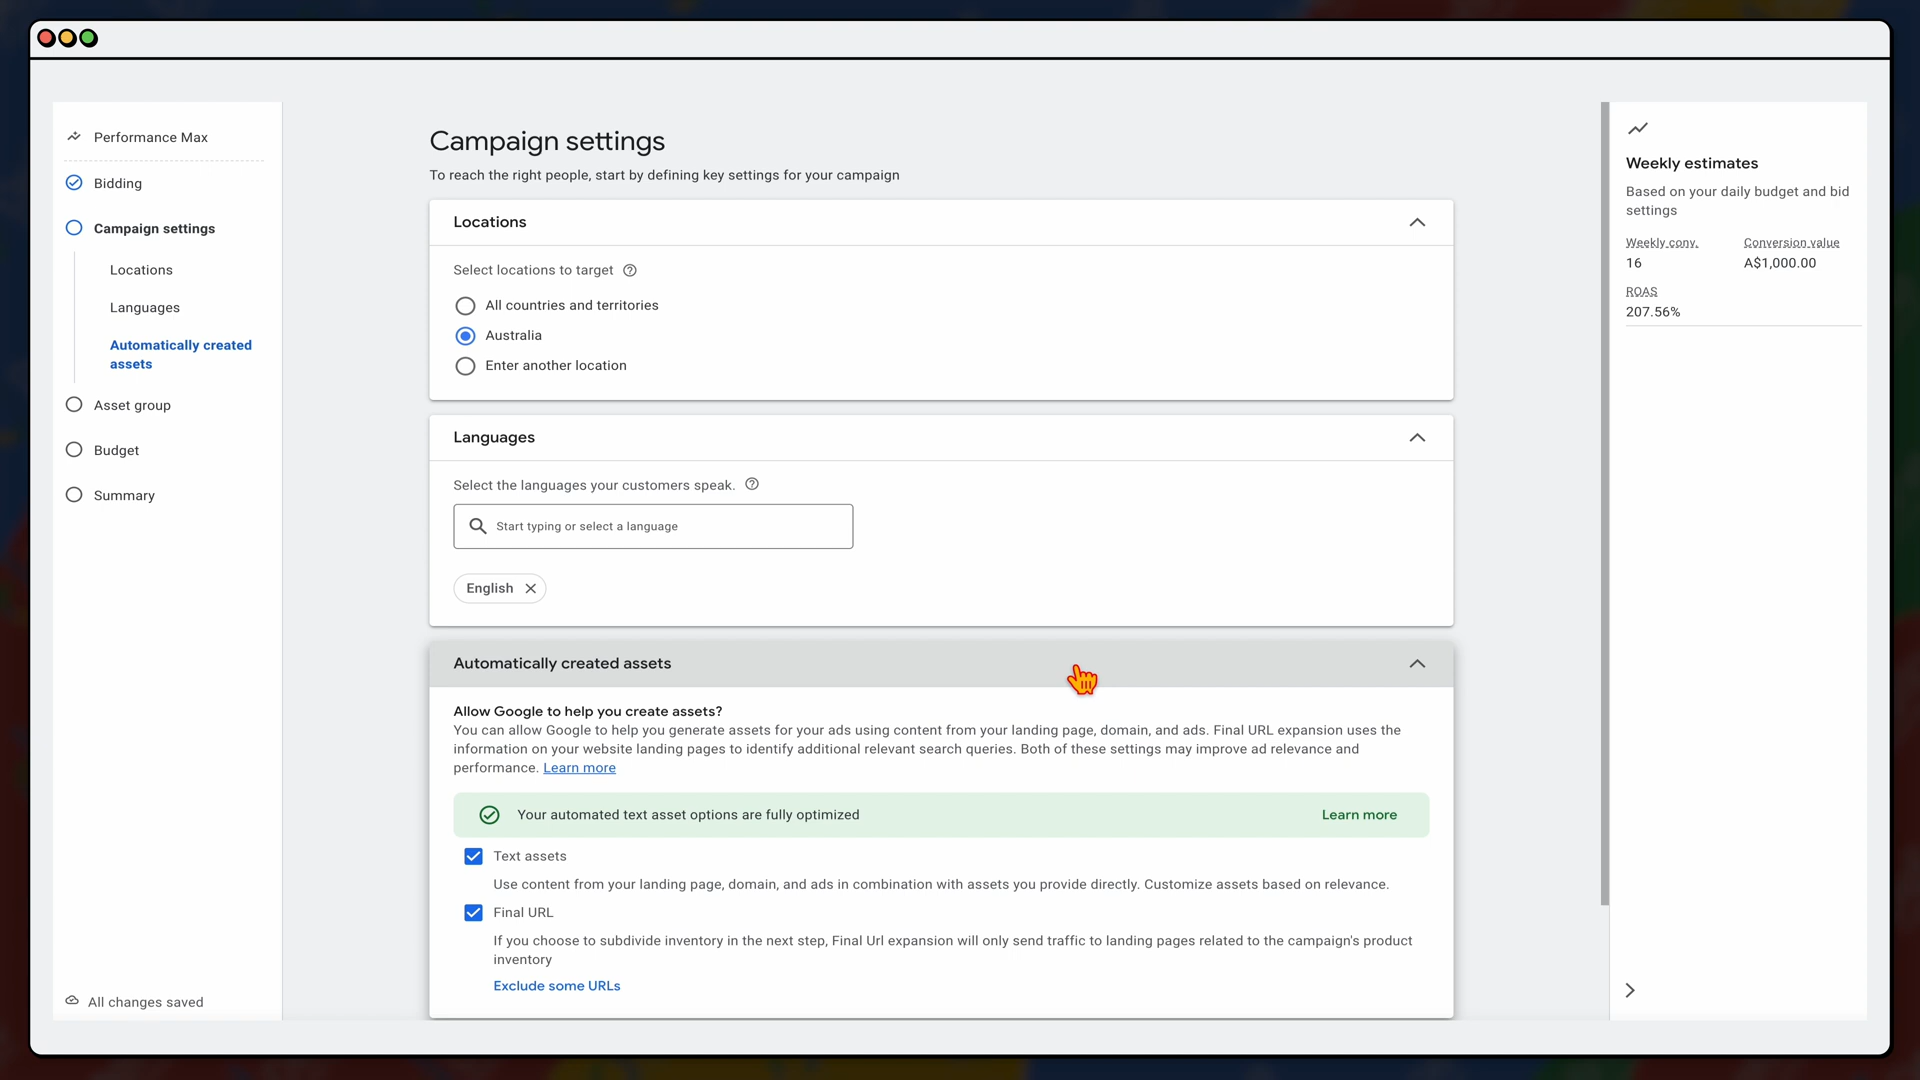 Performance Max
Bidding
Campaign settings
Locations
Languages
Automatically created
assets
Asset group
Budget
Summary
All changes saved
Campaign settings
To reach the right people, start by defining key settings for your campaign
Locations
Select locations to target
All countries and territories
Australia
Enter another location
Languages
Select the languages your customers speak.
Start typing or select a language
English
Automatically created assets
Allow Google to help you create assets?
You can allow Google to help you generate assets for your ads using content from your landing page, domain, and ads. Final URL expansion uses the
information on your website landing pages to identify additional relevant search queries. Both of these settings may improve ad relevance and
performance. Learn more
Your automated text asset options are fully optimized
Learn more
Text assets
Use content from your landing page, domain, and ads in combination with assets you provide directly. Customize assets based on relevance.
Final URL
If you choose to subdivide inventory in the next step, Final Url expansion will only send traffic to landing pages related to the campaign's product
inventory
Exclude some URLs
Weekly estimates
Based on your daily budget and bid
settings
Weekly conv. Conversion value
16 A$1,000.00
ROAS
207.56%